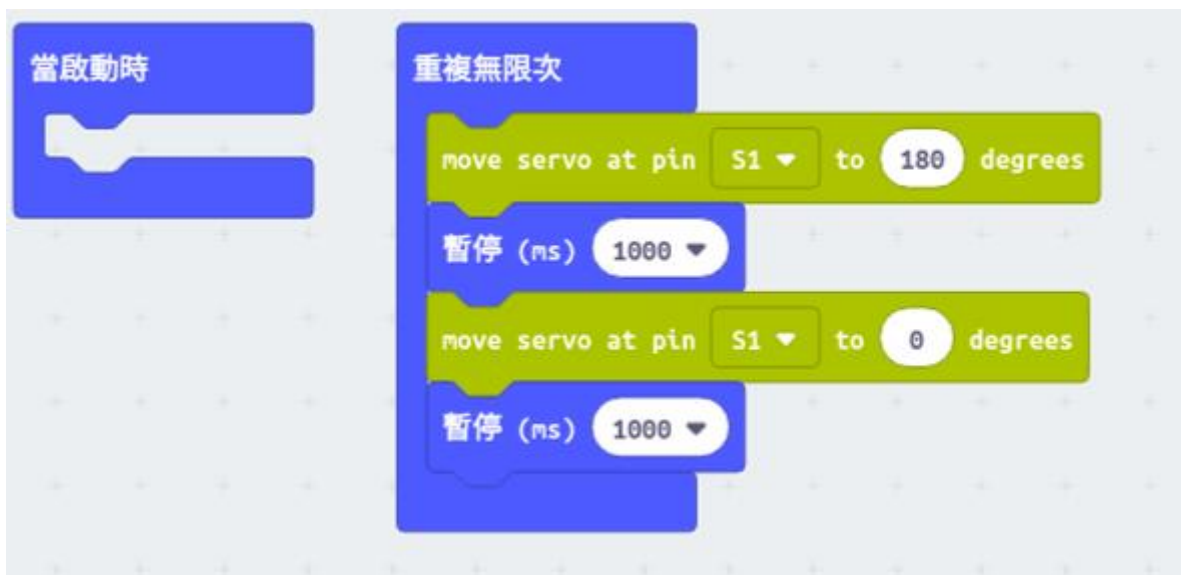 當啟動時
重複無限次
move servo at pin S1 to 180 degrees
暫停 (ms) 1000
move servo at pin S1 to 0 degrees
暫停 (ms) 1000